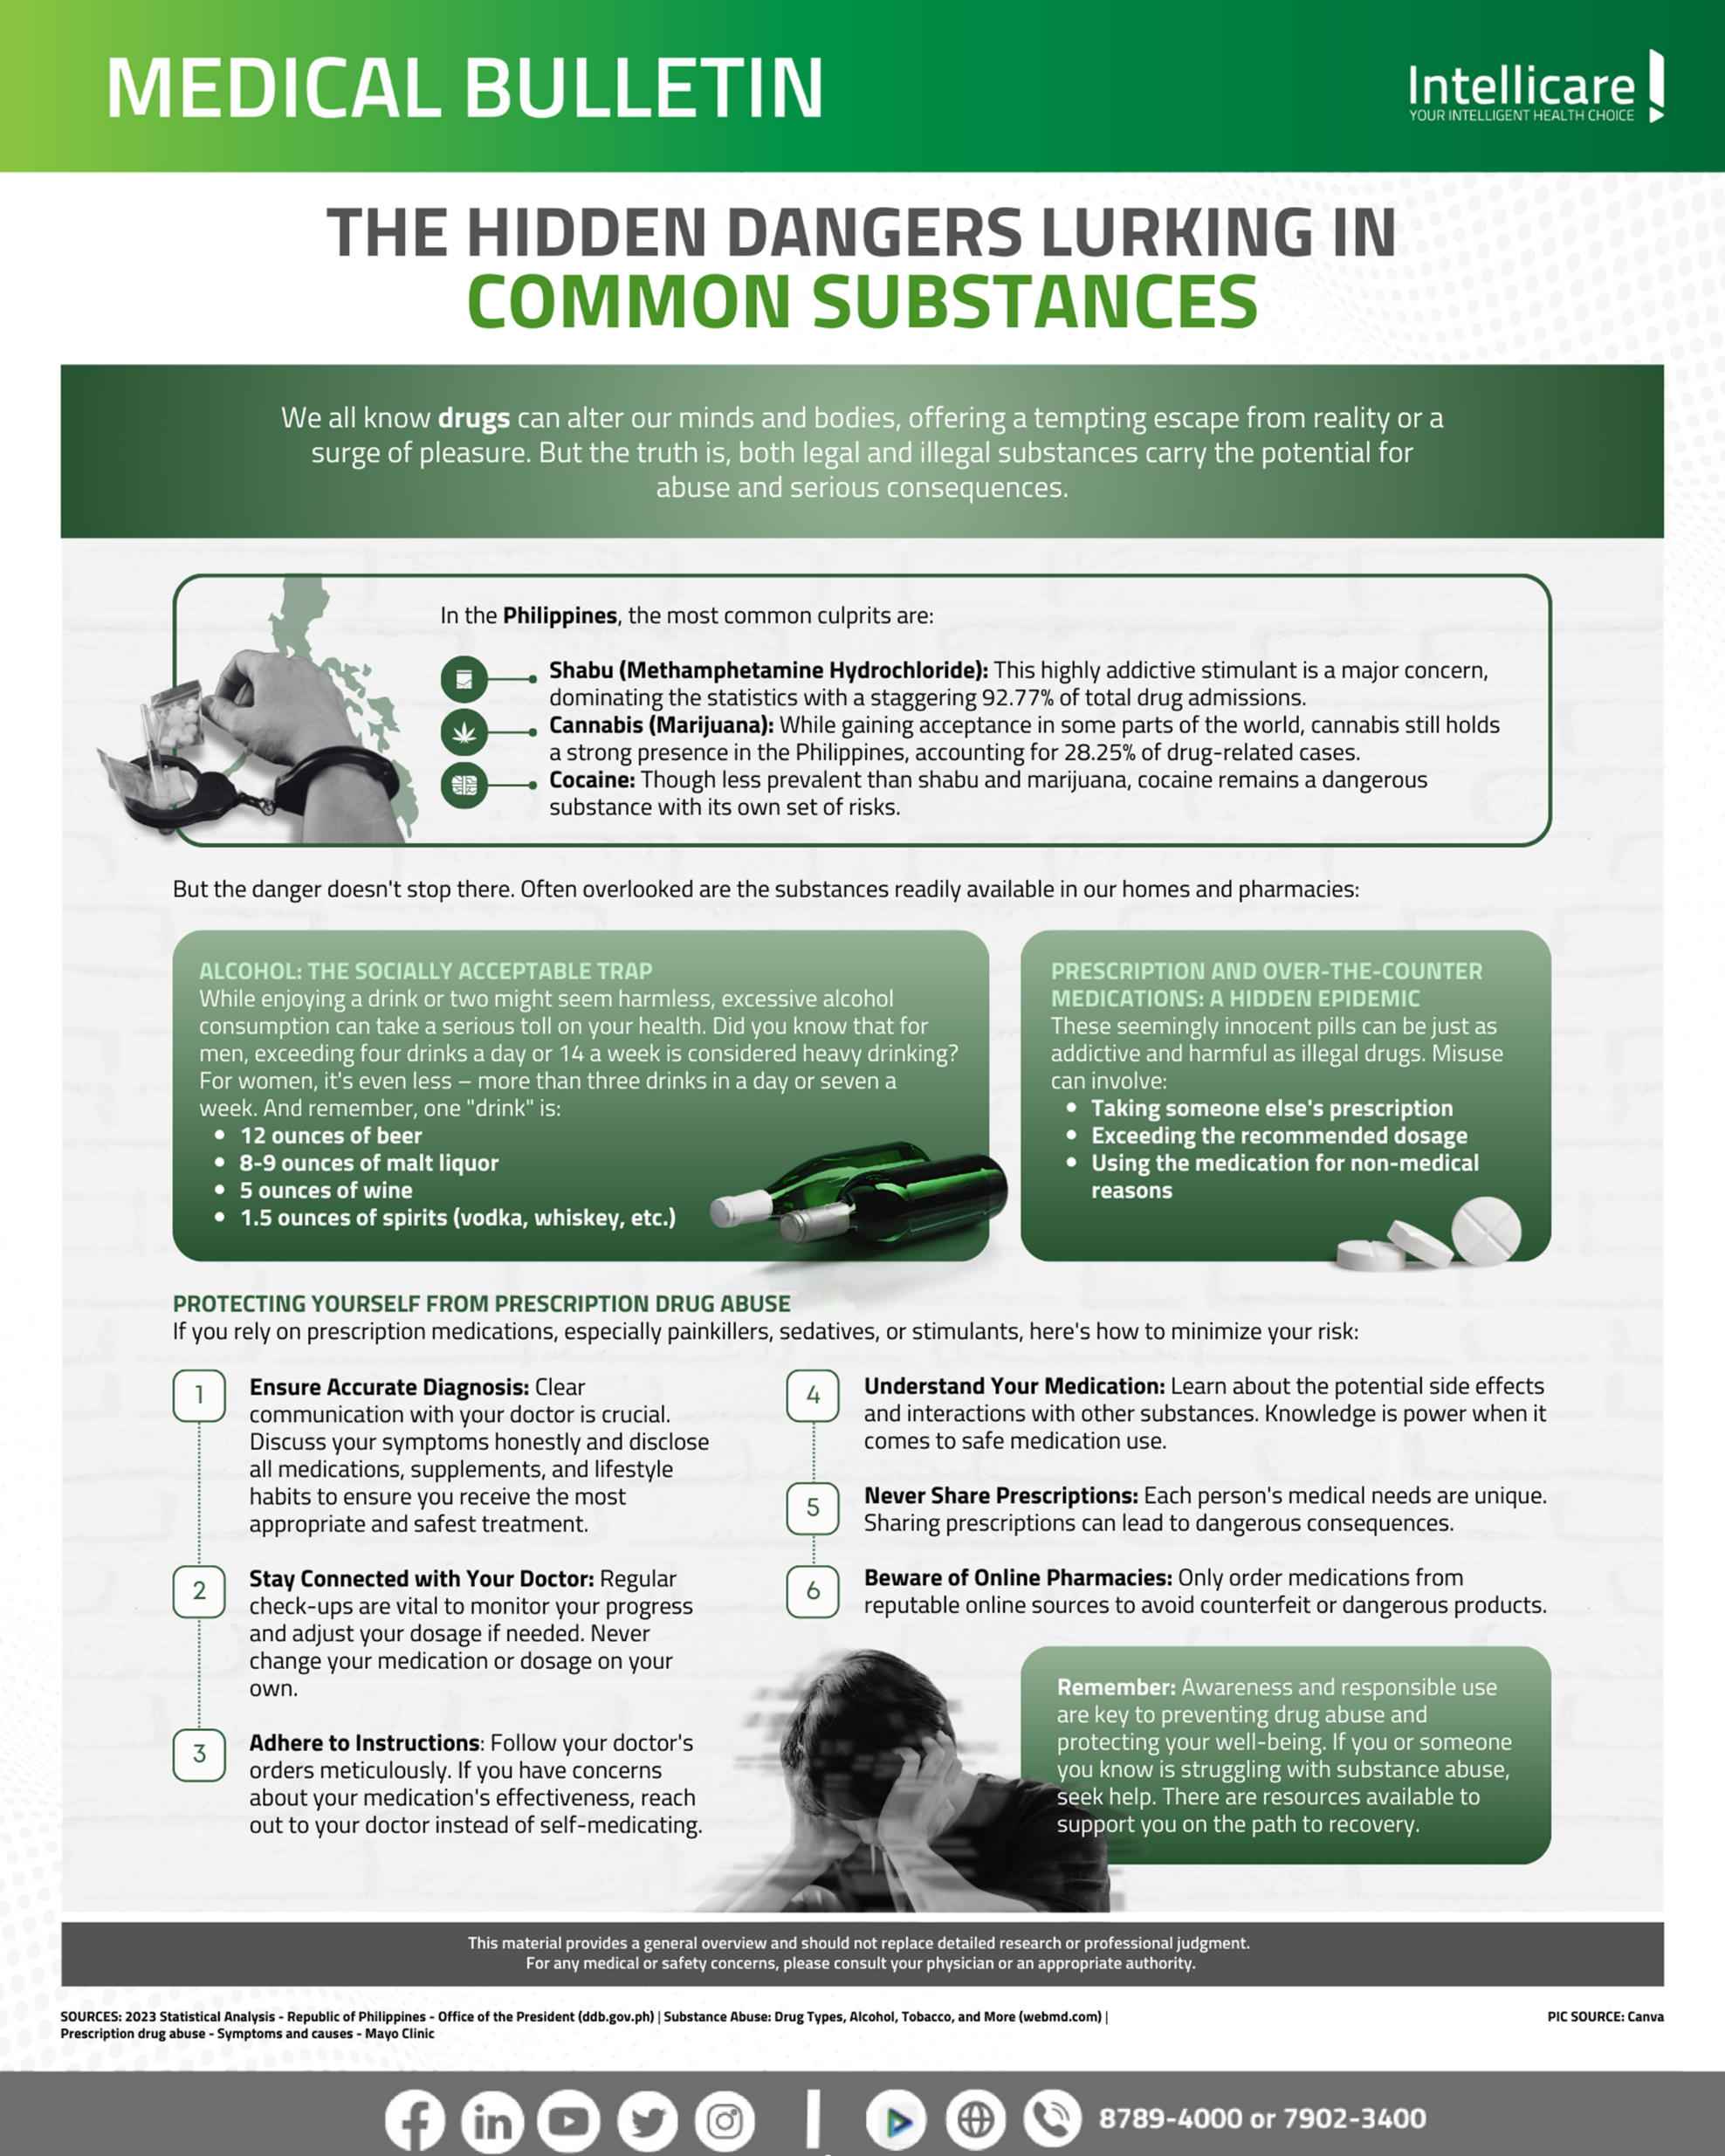 MEDICAL BULLETIN
Intellicare
YOUR INTELLIGENT HEALTH CHOICE
THE HIDDEN DANGERS LURKING IN
COMMON SUBSTANCES
We all know drugs can alter our minds and bodies, offering a tempting escape from reality or a
surge of pleasure. But the truth is, both legal and illegal substances carry the potential for
abuse and serious consequences.
In the Philippines, the most common culprits are:
Shabu (Methamphetamine Hydrochloride): This highly addictive stimulant is a major concern,
dominating the statistics with a staggering 92.77% of total drug admissions.
Cannabis (Marijuana): While gaining acceptance in some parts of the world, cannabis still holds
a strong presence in the Philippines, accounting for 28.25% of drug-related cases.
Cocaine: Though less prevalent than shabu and marijuana, cocaine remains a dangerous
substance with its own set of risks.
But the danger doesn't stop there. Often overlooked are the substances readily available in our homes and pharmacies:
ALCOHOL: THE SOCIALLY ACCEPTABLE TRAP
While enjoying a drink or two might seem harmless, excessive alcohol
consumption can take a serious toll on your health. Did you know that for
men, exceeding four drinks a day or 14 a week is considered heavy drinking?
For women, it's even less – more than three drinks in a day or seven a
week. And remember, one "drink" is:
• 12 ounces of beer
• 8-9 ounces of malt liquor
• 5 ounces of wine
• 1.5 ounces of spirits (vodka, whiskey, etc.)
PRESCRIPTION AND OVER-THE-COUNTER
MEDICATIONS: A HIDDEN EPIDEMIC
These seemingly innocent pills can be just as
addictive and harmful as illegal drugs. Misuse
can involve:
• Taking someone else's prescription
• Exceeding the recommended dosage
• Using the medication for non-medical
reasons
PROTECTING YOURSELF FROM PRESCRIPTION DRUG ABUSE
If you rely on prescription medications, especially painkillers, sedatives, or stimulants, here's how to minimize your risk:
1
Ensure Accurate Diagnosis: Clear
communication with your doctor is crucial.
Discuss your symptoms honestly and disclose
all medications, supplements, and lifestyle
habits to ensure you receive the most
appropriate and safest treatment.
2
Stay Connected with Your Doctor: Regular
check-ups are vital to monitor your progress
and adjust your dosage if needed. Never
change your medication or dosage on your
own.
3
Adhere to Instructions: Follow your doctor's
orders meticulously. If you have concerns
about your medication's effectiveness, reach
out to your doctor instead of self-medicating.
4
Understand Your Medication: Learn about the potential side effects
and interactions with other substances. Knowledge is power when it
comes to safe medication use.
5
Never Share Prescriptions: Each person's medical needs are unique.
Sharing prescriptions can lead to dangerous consequences.
6
Beware of Online Pharmacies: Only order medications from
reputable online sources to avoid counterfeit or dangerous products.
Remember: Awareness and responsible use
are key to preventing drug abuse and
protecting your well-being. If you or someone
you know is struggling with substance abuse,
seek help. There are resources available to
support you on the path to recovery.
This material provides a general overview and should not replace detailed research or professional judgment.
For any medical or safety concerns, please consult your physician or an appropriate authority.
SOURCES: 2023 Statistical Analysis - Republic of Philippines - Office of the President (ddb.gov.ph) | Substance Abuse: Drug Types, Alcohol, Tobacco, and More (webmd.com) |
Prescription drug abuse - Symptoms and causes - Mayo Clinic
PIC SOURCE: Canva
8789-4000 or 7902-3400